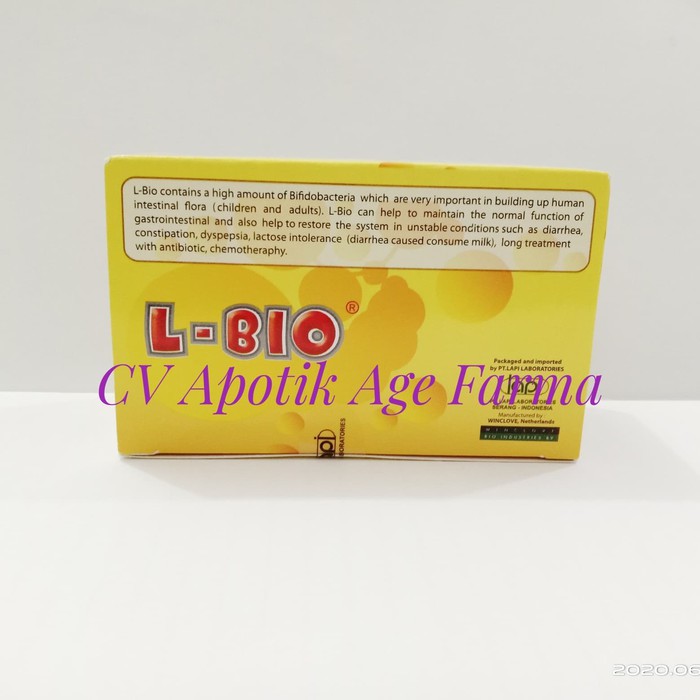 L-Bio contains a high amount of Bifidobacteria which are very important in building up human
intestinal flora (children and adults). L-Bio can help to maintain the normal function of
gastrointestinal and also help to restore the system in unstable conditions such as diarrhea,
constipation, dyspepsia, lactose intolerance (diarrhea caused consume milk), long treatment
with antibiotic, chemotheraphy.
L-BIO®
Packaged and imported
by PT.LAPI LABORATORIES
lapi
CV Apotik Age Farma
LABORATORIES
SERANG - INDONESIA
Manufactured by
WINCLOVE, Netherlands
WINCLOVE
BIO INDUSTRIES BV
lapi
LABORATORIES
2020.06